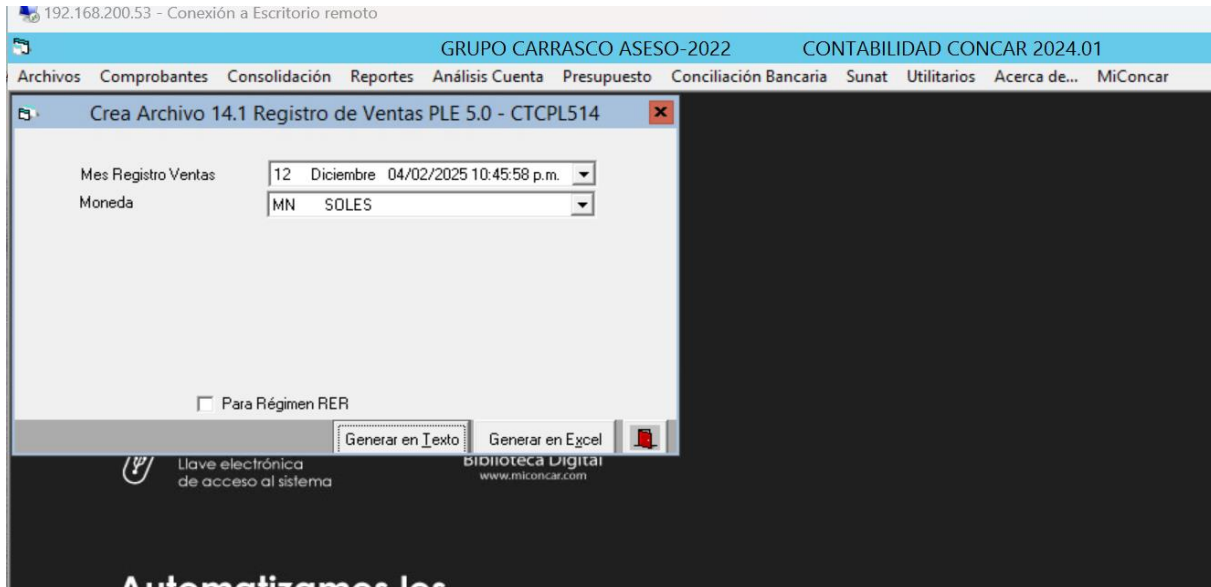 192.168.200.53 - Conexión a Escritorio remoto
GRUPO CARRASCO ASESO-2022 CONTABILIDAD CONCAR 2024.01
Archivos Comprobantes Consolidación Reportes Análisis Cuenta Presupuesto Conciliación Bancaria Sunat Utilitarios Acerca de... MiConcar
Crea Archivo 14.1 Registro de Ventas PLE 5.0 - CTCPL514
Mes Registro Ventas 12 Diciembre 04/02/2025 10:45:58 p.m.
Moneda MN SOLES
Para Régimen RER
Generar en Texto Generar en Excel
Llave electrónica Biblioteca Digital
de acceso al sistema www.miconcar.com
Automatizamos los